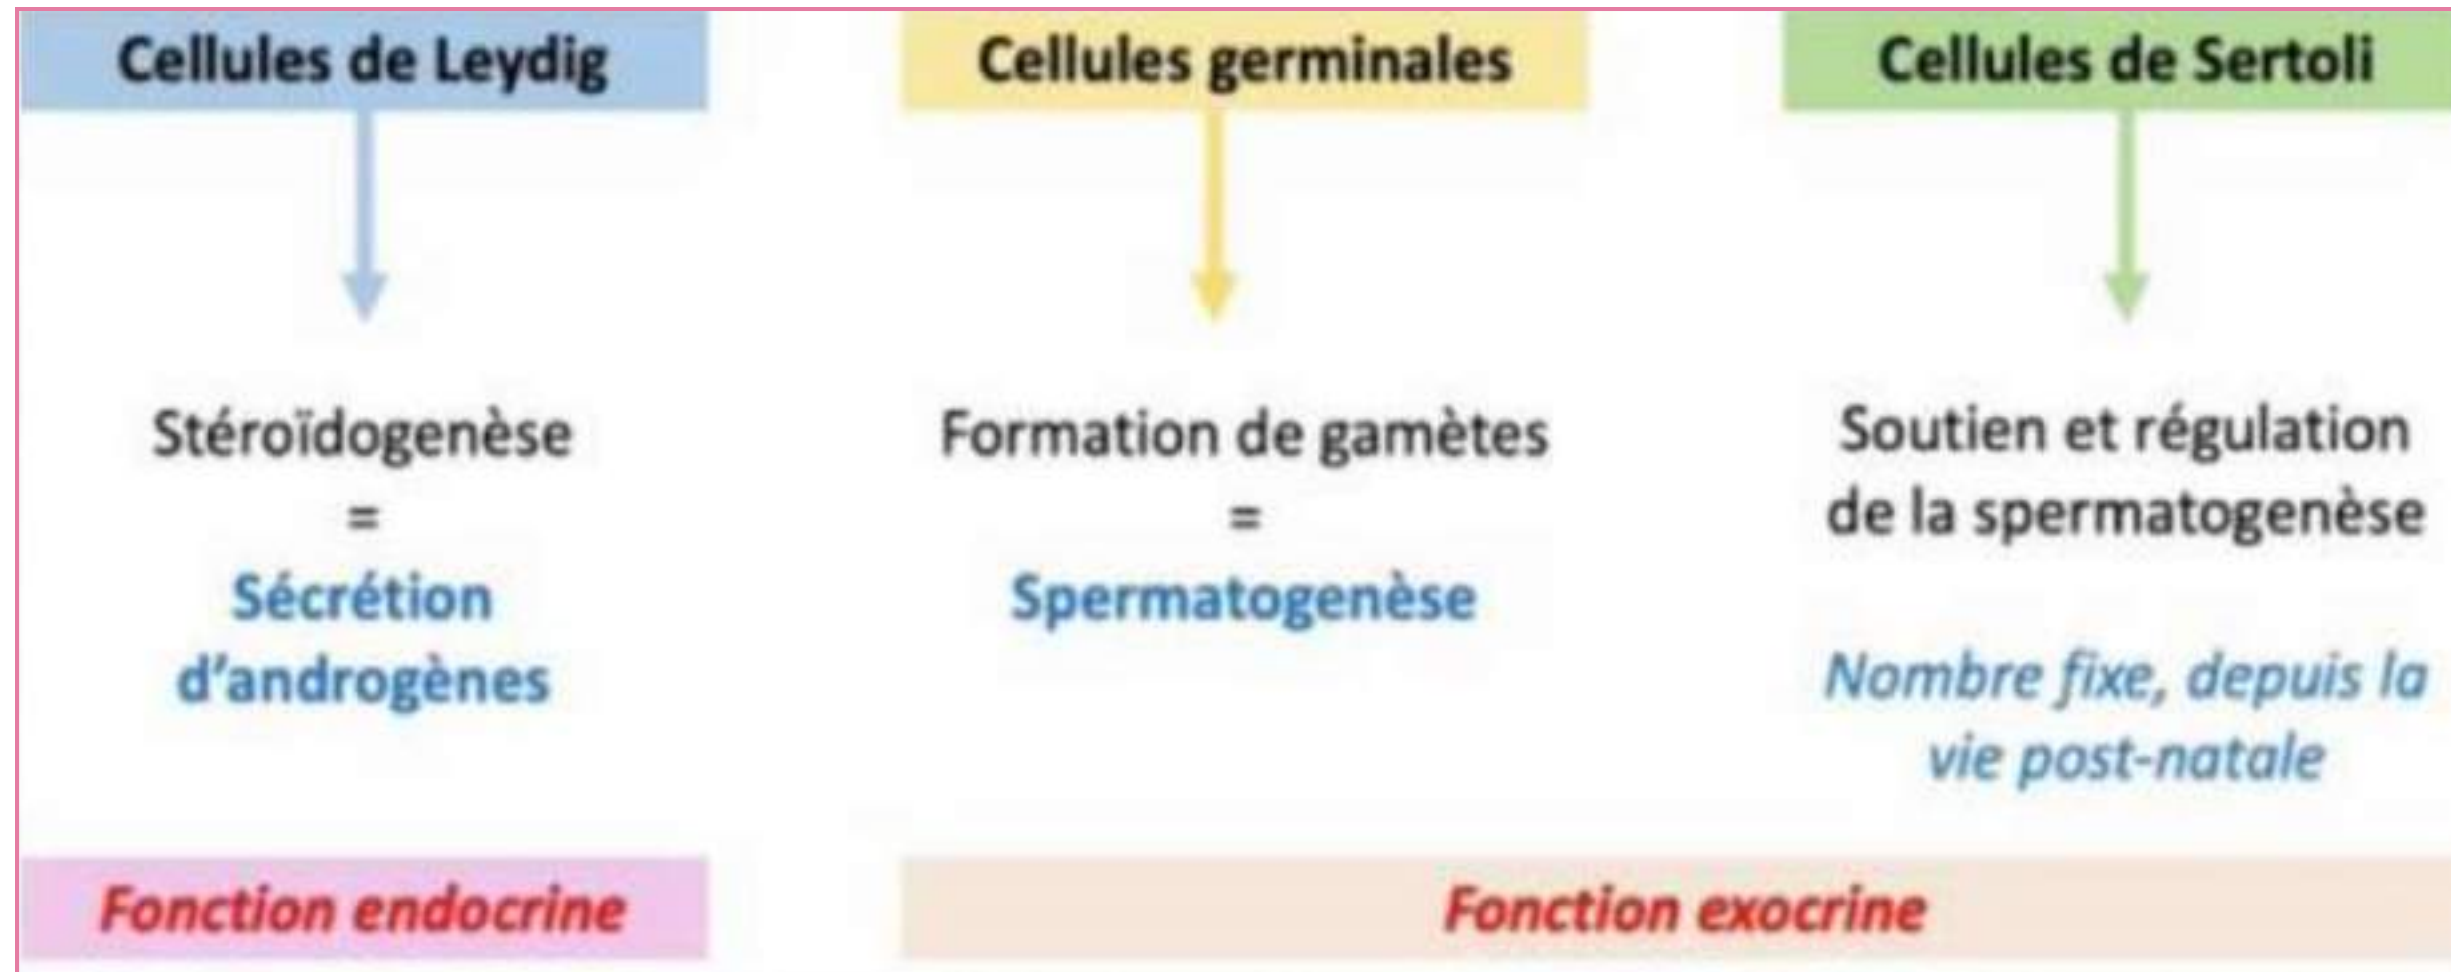 Cellules de Leydig
Stéroïdogenèse
=
Sécrétion
d'androgènes
Cellules germinales
Formation de gamètes
=
Spermatogenèse
Cellules de Sertoli
Soutien et régulation
de la spermatogenèse
Nombre fixe, depuis la
vie post-natale
Fonction endocrine
Fonction exocrine